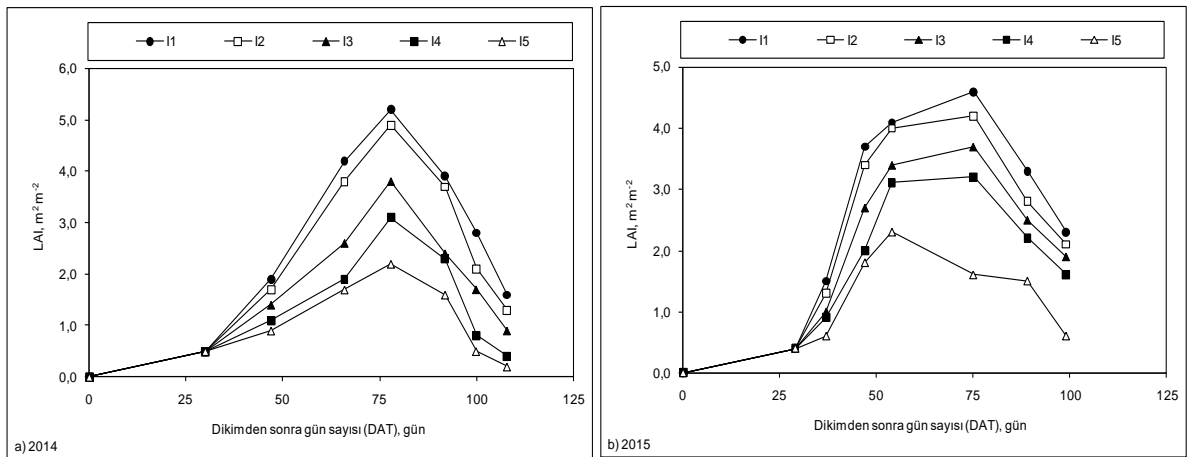 I1 I2 I3 I4 I5
6,0
5,0
4,0
3,0
2,0
1,0
0,0
LAI, m² m⁻²
0 25 50 75 100 125
Dikimden sonra gün sayısı (DAT), gün
a) 2014
I1 I2 I3 I4 I5
5,0
4,0
3,0
2,0
1,0
0,0
LAI, m² m⁻²
0 25 50 75 100 125
Dikimden sonra gün sayısı (DAT), gün
b) 2015